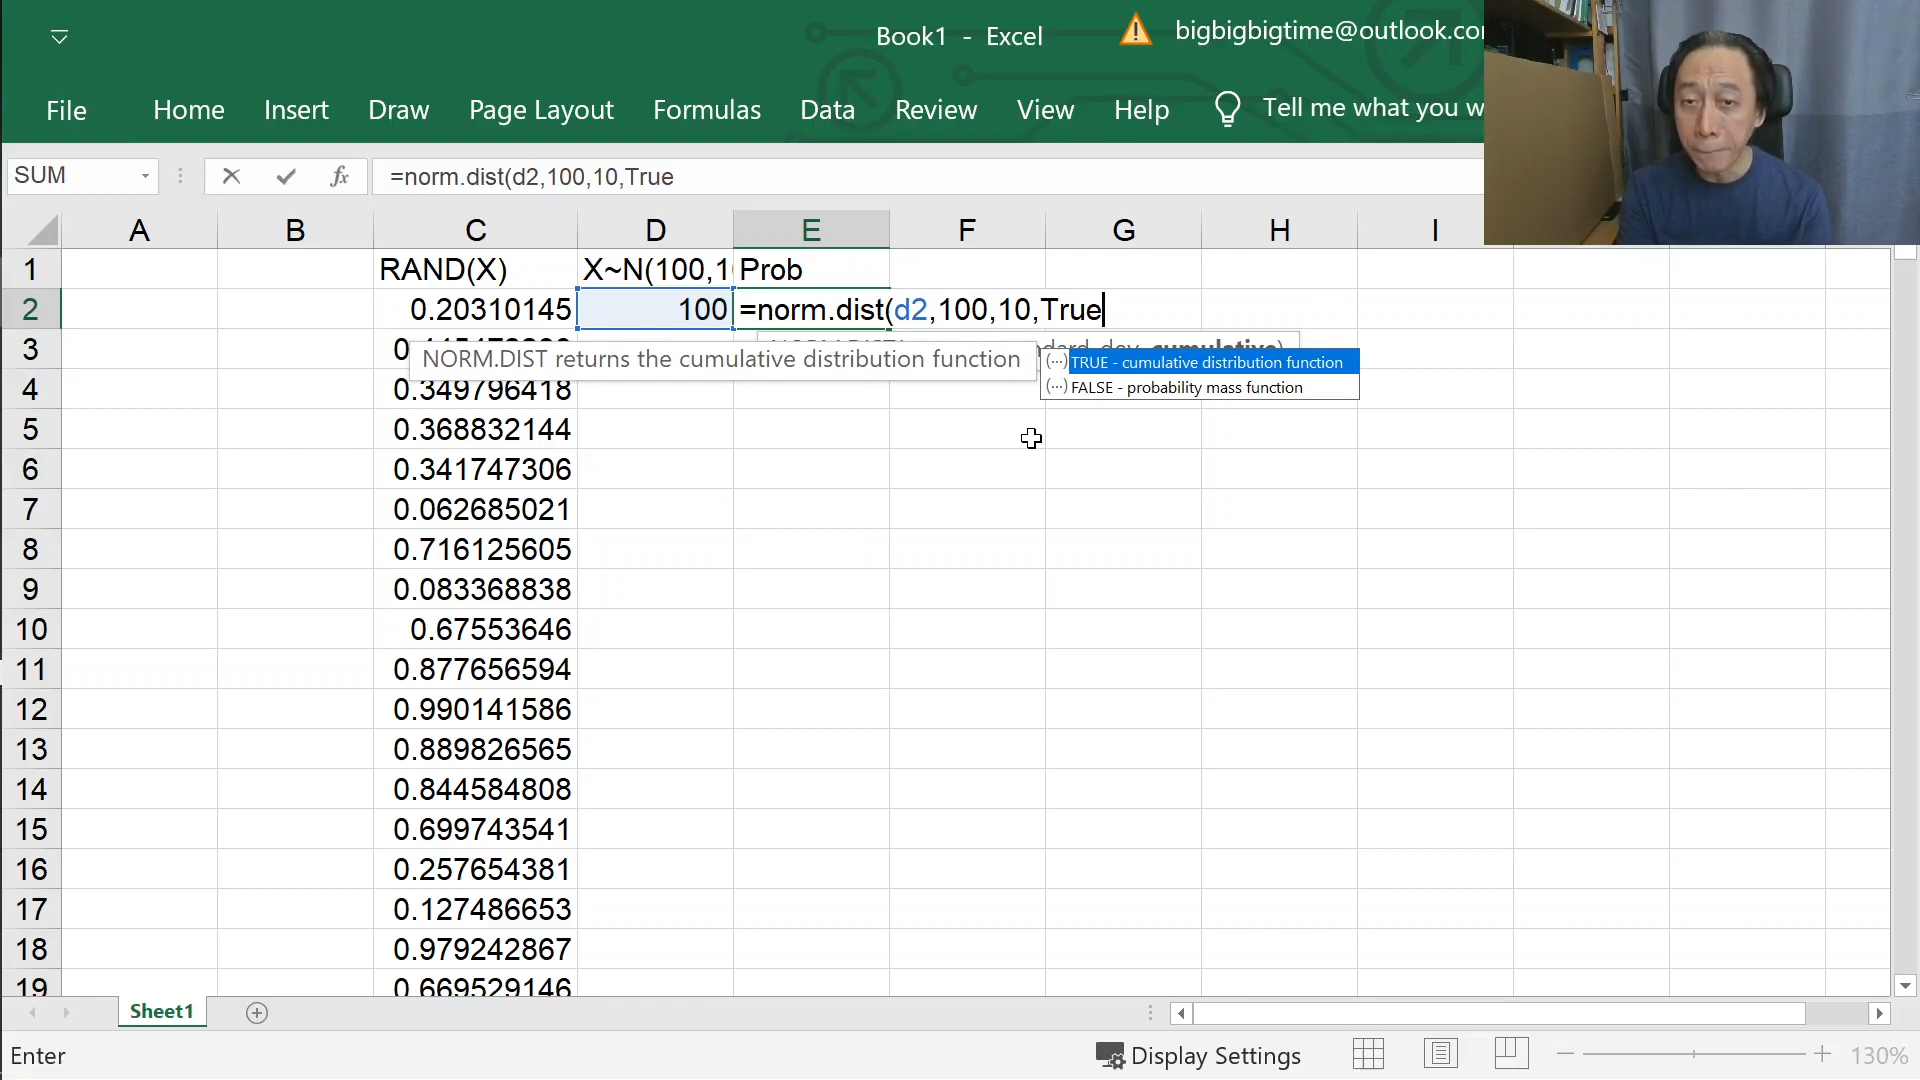 Book1 - Excel
bigbigbigtime@outlook.co
File Home Insert Draw Page Layout Formulas Data Review View Help Tell me what you w
SUM
fx
=norm.dist(d2,100,10,True
A B C D E F G H I
1 RAND(X) X~N(100,1 Prob
2 0.20310145 100 =norm.dist(d2,100,10,True
3
NORM.DIST returns the cumulative distribution function
TRUE - cumulative distribution function
FALSE - probability mass function
4 0.349796418
5 0.368832144
6 0.341747306
7 0.062685021
8 0.716125605
9 0.083368838
10 0.67553646
11 0.877656594
12 0.990141586
13 0.889826565
14 0.844584808
15 0.699743541
16 0.257654381
17 0.127486653
18 0.979242867
19 0.669529146
Sheet1
Enter
Display Settings
130%